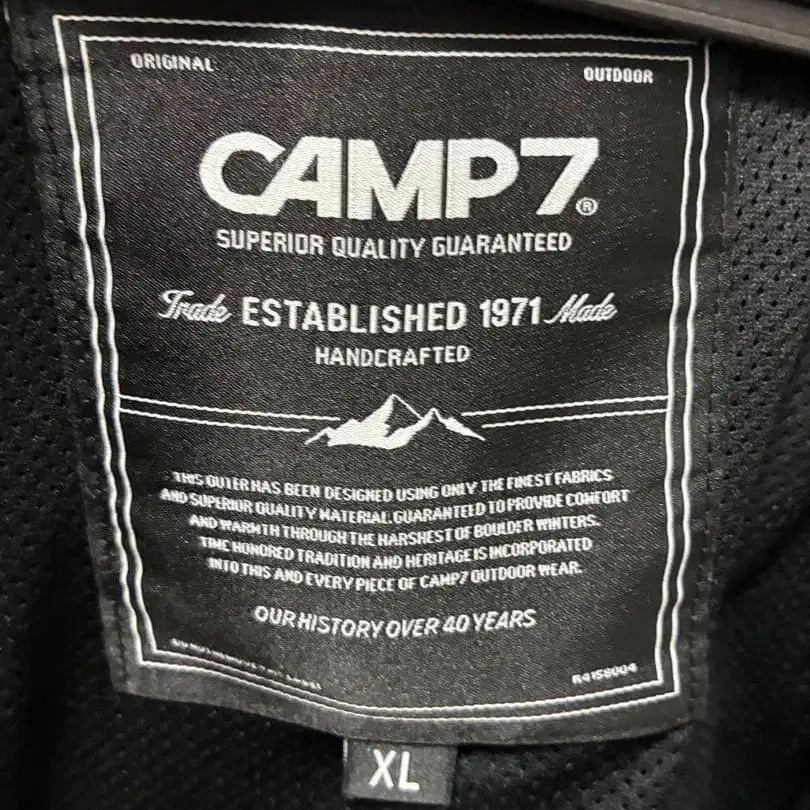 ORIGINAL
OUTDOOR
CAMP7®
SUPERIOR QUALITY GUARANTEED
Trade ESTABLISHED 1971 Made
HANDCRAFTED
THIS OUTER HAS BEEN DESIGNED USING ONLY THE FINEST FABRICS
AND SUPERIOR QUALITY MATERIAL. GUARANTEED TO PROVIDE COMFORT
AND WARMTH THROUGH THE HARSHEST OF BOULDER WINTERS.
TIME HONORED TRADITION AND HERITAGE IS INCORPORATED
INTO THIS AND EVERY PIECE OF CAMP7 OUTDOOR WEAR.
OUR HISTORY OVER 40 YEARS
R4158004
XL